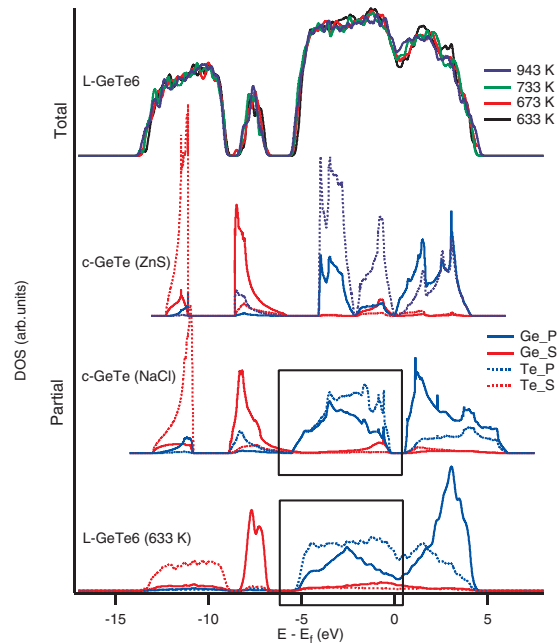 L-GeTe6
943 K
733 K
673 K
633 K
Total
c-GeTe (ZnS)
DOS (arb.units)
Ge_P
Ge_S
Te_P
Te_S
c-GeTe (NaCl)
Partial
L-GeTe6 (633 K)
-15
-10
-5
0
5
E - Ef (eV)